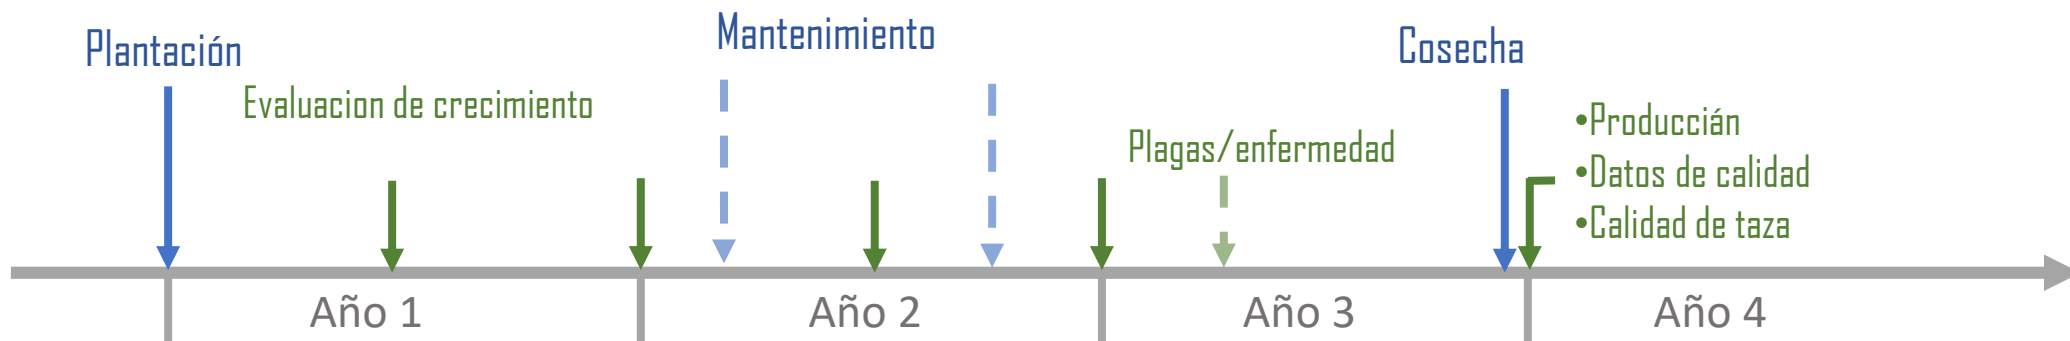 Plantación
Mantenimiento
Cosecha
Evaluacion de crecimiento
Plagas/enfermedad
•Produccián
•Datos de calidad
•Calidad de taza
Año 1
Año 2
Año 3
Año 4